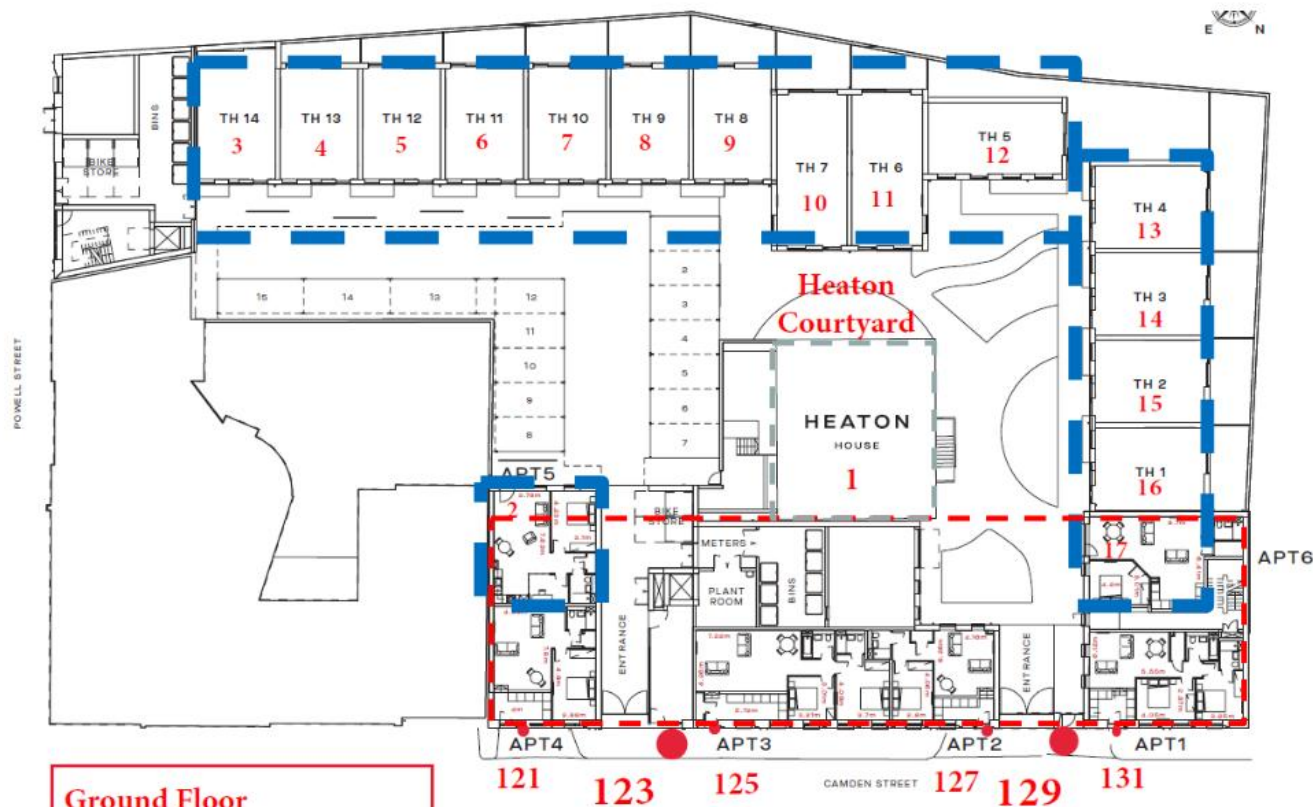 E N
BINS
BIKE
STORE
TH 14
3
TH 13
4
TH 12
5
TH 11
6
TH 10
7
TH 9
8
TH 8
9
TH 7
10
TH 6
11
TH 5
12
TH 4
13
TH 3
14
TH 2
15
TH 1
16
15 14 13 12
11
10
9
8
2
3
4
5
6
7
Heaton
Courtyard
HEATON
HOUSE
1
POWELL STREET
APT5
2
BIKE
STORE
METERS
PLANT
ROOM
BINS
ENTRANCE
ENTRANCE
17
APT6
APT4
APT3
APT2
APT1
121
123
125
CAMDEN STREET
127
129
131
Ground Floor